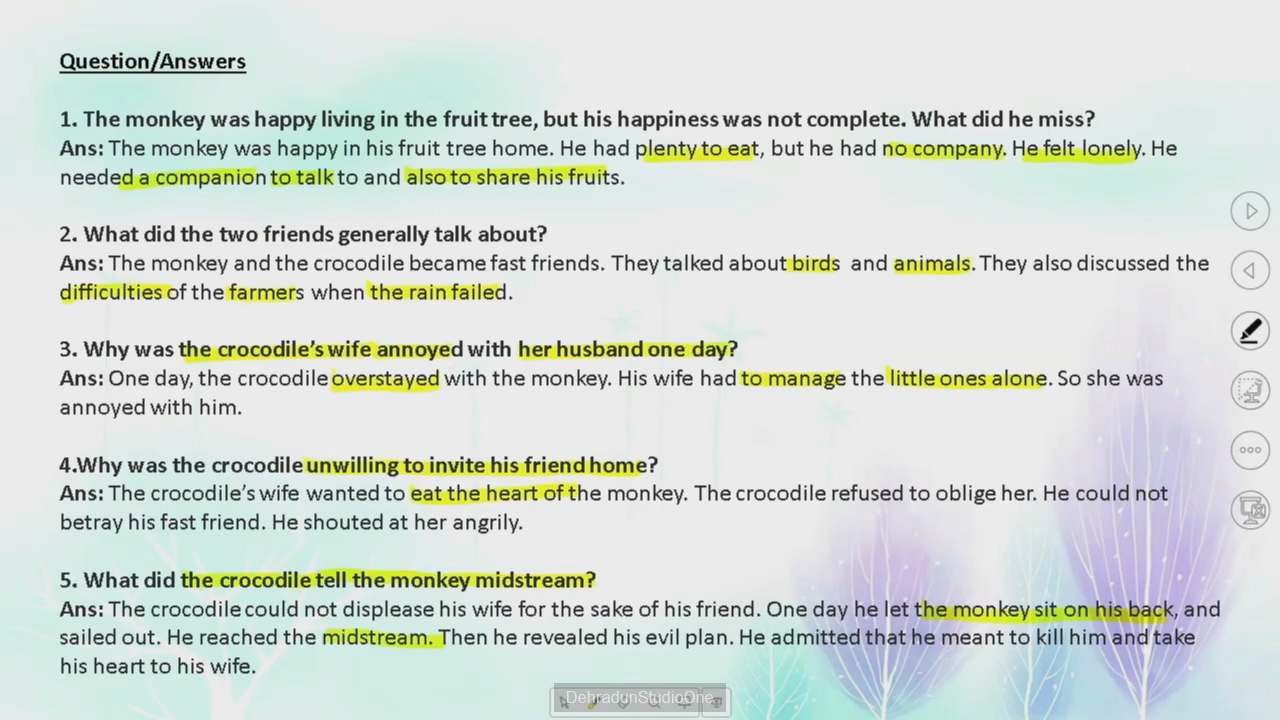 Question/Answers
1. The monkey was happy living in the fruit tree, but his happiness was not complete. What did he miss?
Ans: The monkey was happy in his fruit tree home. He had plenty to eat, but he had no company. He felt lonely. He
needed a companion to talk to and also to share his fruits.
2. What did the two friends generally talk about?
Ans: The monkey and the crocodile became fast friends. They talked about birds and animals. They also discussed the
difficulties of the farmers when the rain failed.
3. Why was the crocodile's wife annoyed with her husband one day?
Ans: One day, the crocodile overstayed with the monkey. His wife had to manage the little ones alone. So she was
annoyed with him.
4.Why was the crocodile unwilling to invite his friend home?
Ans: The crocodile's wife wanted to eat the heart of the monkey. The crocodile refused to oblige her. He could not
betray his fast friend. He shouted at her angrily.
5. What did the crocodile tell the monkey midstream?
Ans: The crocodile could not displease his wife for the sake of his friend. One day he let the monkey sit on his back, and
sailed out. He reached the midstream. Then he revealed his evil plan. He admitted that he meant to kill him and take
his heart to his wife.
DehradunStudioOne